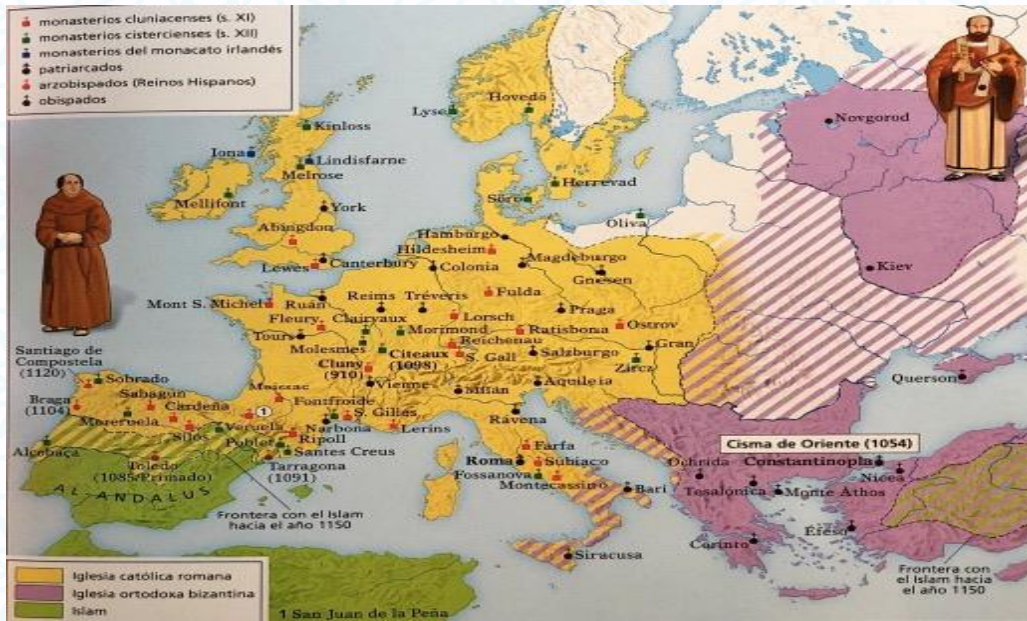 monasterios cluniacenses (s. XI)
monasterios cistercienses (s. XII)
monasterios del monacato irlandés
patriarcados
arzobispados (Reinos Hispanos)
obispados
Lyse
Hovedö
Novgorod
Kinloss
Iona
Lindisfarne
Melrose
Mellifont
Herrevad
Sörö
York
Oliva
Abingdon
Hamburgo
Hildesheim
Magdeburgo
Lewes
Canterbury
Colonia
Gniesen
Kiev
Mont S. Michel
Ruán
Reims
Tréveris
Fulda
Praga
Fleury
Clairvaux
Lorsch
Tours
Morimond
Ratisbona
Ostrov
Molesmes
Reichenau
Citeaux
(1098)
S. Gall
Salzburgo
Gran
Cluny
(910)
Zircz
Santiago de
Compostela
(1120)
Sobrado
Vienne
Milán
Aquileia
Querson
Sahagún
Moissac
Fontfroide
Braga
(1104)
Cardeña
1
S. Gilles
Rávena
Moreruela
Silos
Veruela
Narbona
Lerins
Ripoll
Poblet
Santes Creus
Farfa
Cisma de Oriente (1054)
Alcobaça
Toledo
(1085/Primado)
Tarragona
(1091)
Roma
Subiaco
Fossanova
Montecassino
Ochrida
Constantinopla
Nicea
AL-ANDALUS
Bari
Tesalónica
Monte Athos
Frontera con el Islam
hacia el año 1150
Éfeso
Corinto
Siracusa
Frontera con
el Islam hacia
el año 1150
Iglesia católica romana
Iglesia ortodoxa bizantina
Islam
1 San Juan de la Peña